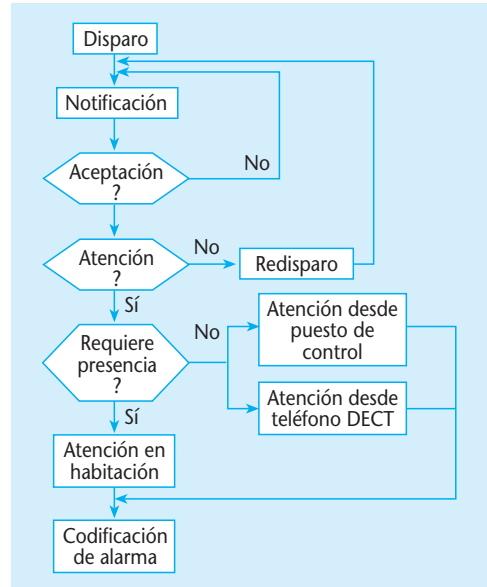 Disparo
Notificación
No
Aceptación
?
No
Atención
?
Redisparo
Sí
Atención desde
puesto de
control
No
Requiere
presencia
?
Atención desde
teléfono DECT
Sí
Atención en
habitación
Codificación
de alarma